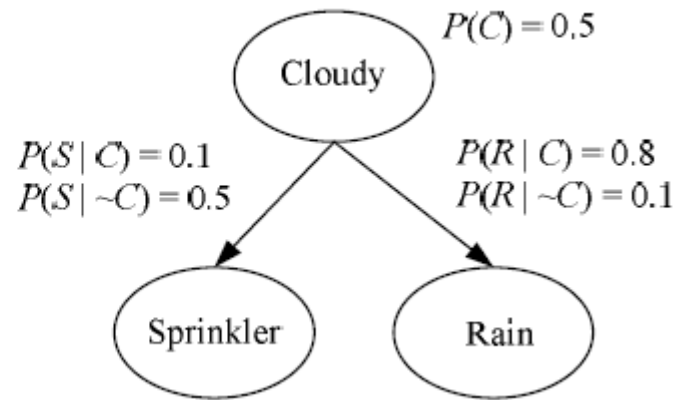 P(C) = 0.5
Cloudy
P(S | C) = 0.1
P(S | ~C) = 0.5
P(R | C) = 0.8
P(R | ~C) = 0.1
Sprinkler
Rain